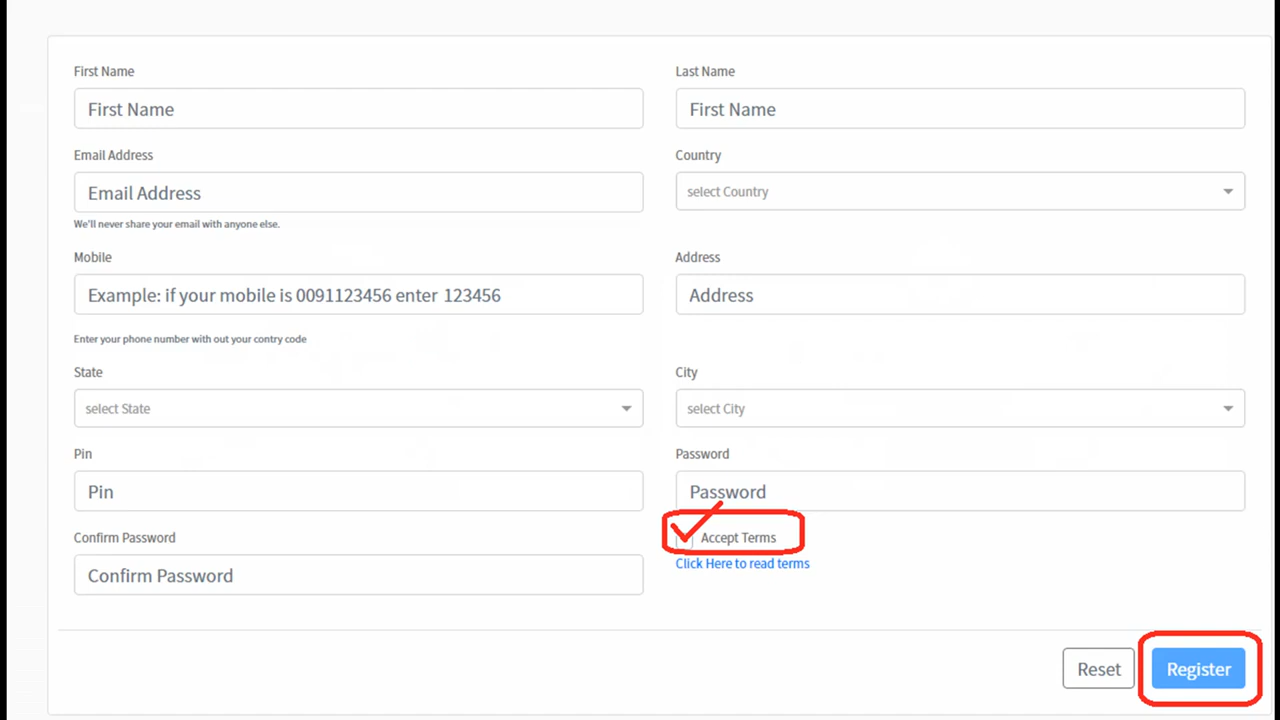 First Name
Last Name
First Name
First Name
Email Address
Country
Email Address
select Country
We'll never share your email with anyone else.
Mobile
Address
Example: if your mobile is 0091123456 enter 123456
Address
Enter your phone number with out your contry code
State
City
select State
select City
Pin
Password
Pin
Password
Confirm Password
Accept Terms
Click Here to read terms
Confirm Password
Reset
Register